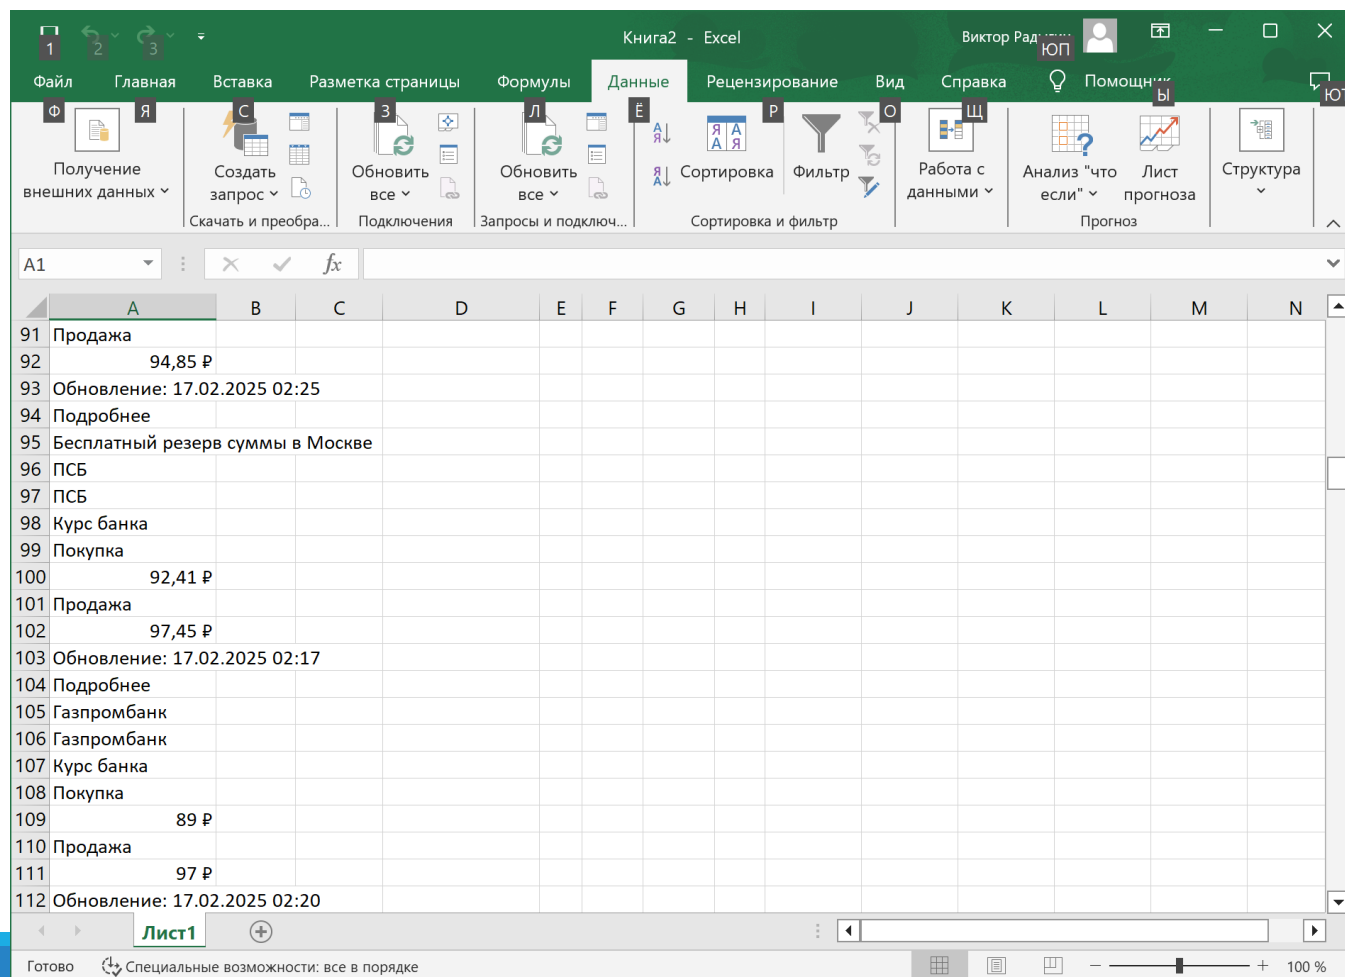 Книга2 - Excel
Виктор
1 2 3 ЮП
Файл Главная Вставка Разметка страницы Формулы Данные Рецензирование Вид Справка
Ф Я С З Л Ё Р О Щ Ы
Получение внешних данных
Создать запрос
Обновить все
Обновить все
Сортировка
Фильтр
Работа с данными
Анализ "что если"
Лист прогноза
Структура
Скачать и преобра... Подключения Запросы и подключ... Сортировка и фильтр Прогноз
A1 fx
A B C D E F G H I J K L M N
91 Продажа
92 94,85 ₽
93 Обновление: 17.02.2025 02:25
94 Подробнее
95 Бесплатный резерв суммы в Москве
96 ПСБ
97 ПСБ
98 Курс банка
99 Покупка
100 92,41 ₽
101 Продажа
102 97,45 ₽
103 Обновление: 17.02.2025 02:17
104 Подробнее
105 Газпромбанк
106 Газпромбанк
107 Курс банка
108 Покупка
109 89 ₽
110 Продажа
111 97 ₽
112 Обновление: 17.02.2025 02:20
Лист1
Готово Специальные возможности: все в порядке 100 %